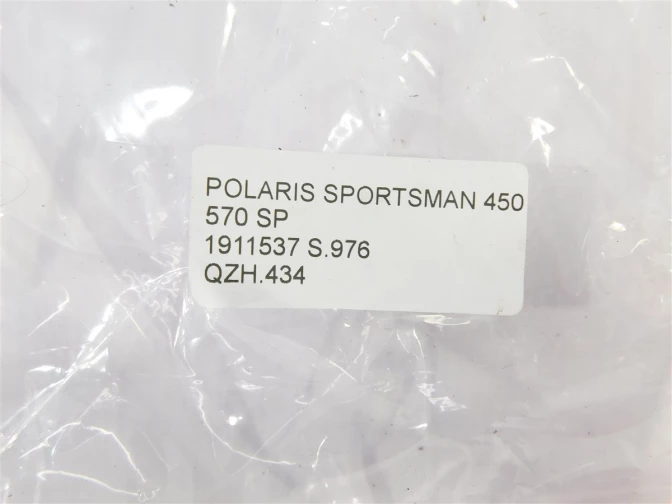 POLARIS SPORTSMAN 450
570 SP
1911537 S.976
QZH.434